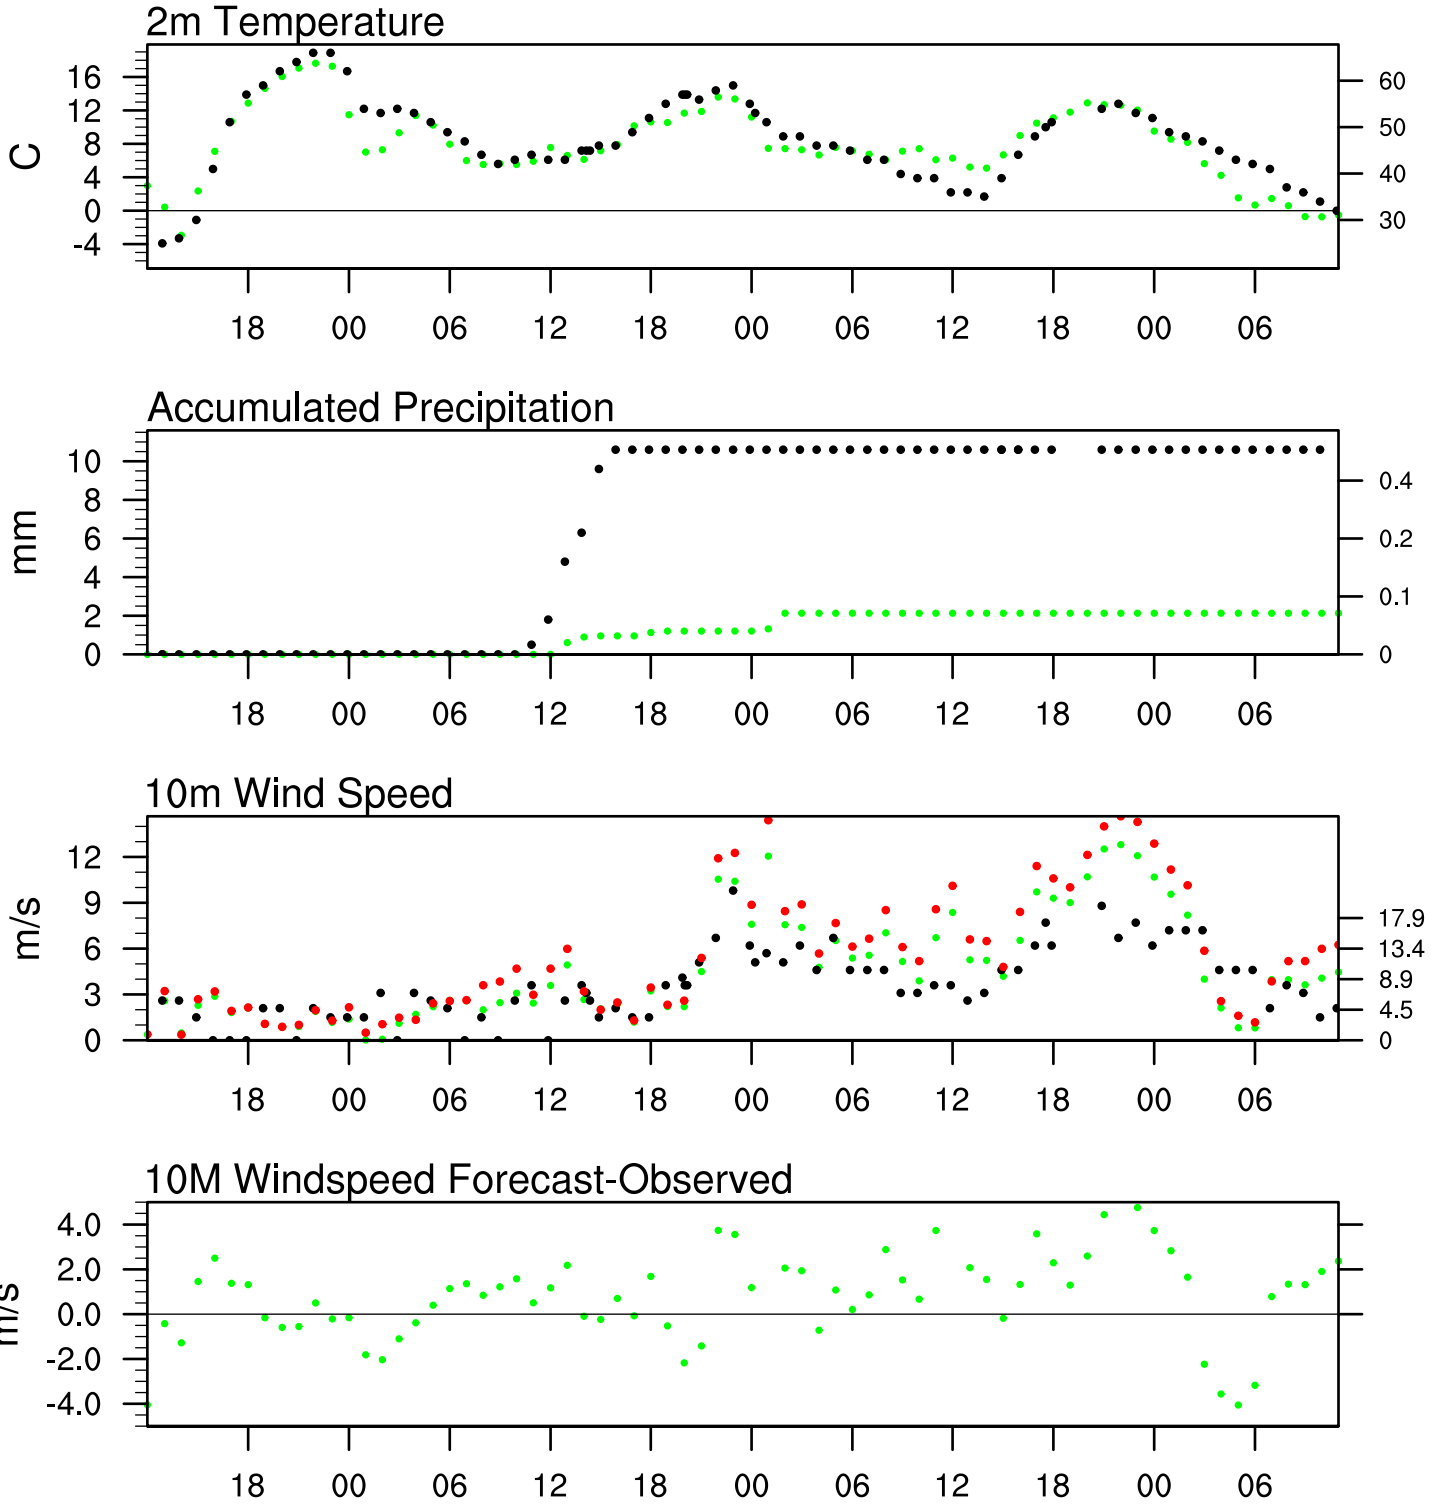 2m Temperature
C
16
12
8
4
0
-4
60
50
40
30
18 00 06 12 18 00 06 12 18 00 06
Accumulated Precipitation
mm
10
8
6
4
2
0
0.4
0.2
0.1
0
18 00 06 12 18 00 06 12 18 00 06
10m Wind Speed
m/s
12
9
6
3
0
17.9
13.4
8.9
4.5
0
18 00 06 12 18 00 06 12 18 00 06
10M Windspeed Forecast-Observed
m/s
4.0
2.0
0.0
-2.0
-4.0
18 00 06 12 18 00 06 12 18 00 06